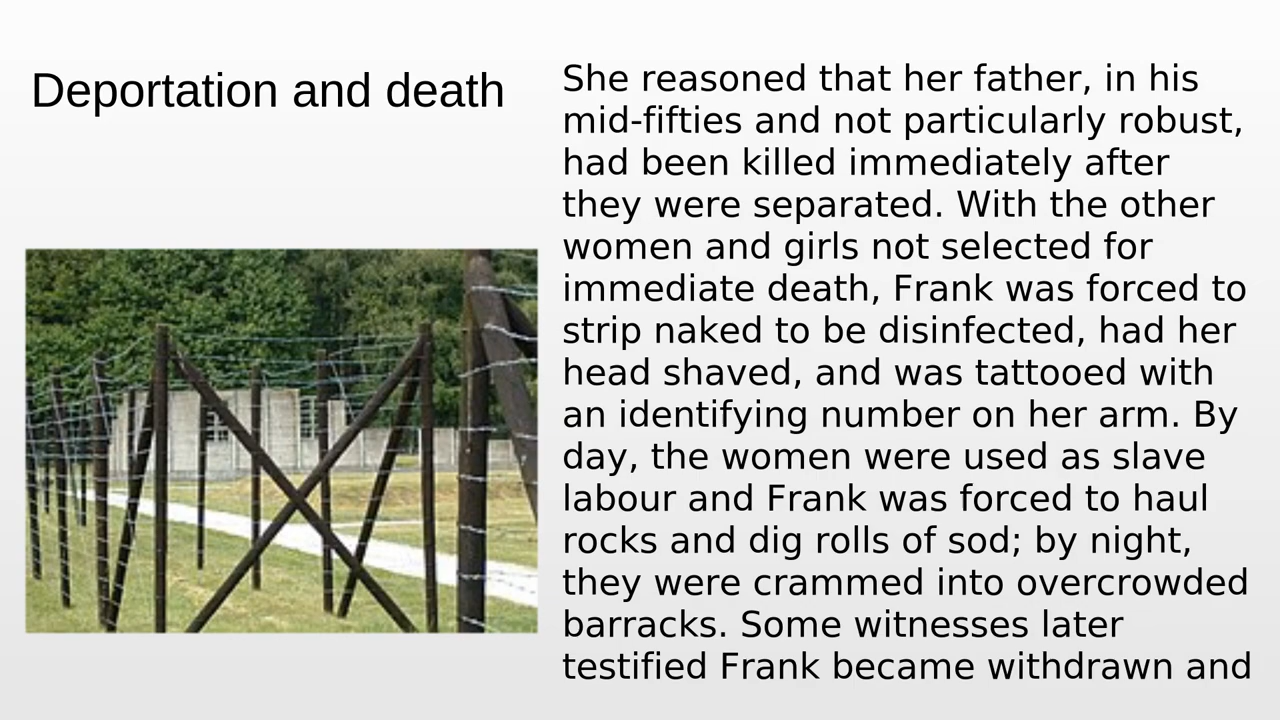 Deportation and death
She reasoned that her father, in his
mid-fifties and not particularly robust,
had been killed immediately after
they were separated. With the other
women and girls not selected for
immediate death, Frank was forced to
strip naked to be disinfected, had her
head shaved, and was tattooed with
an identifying number on her arm. By
day, the women were used as slave
labour and Frank was forced to haul
rocks and dig rolls of sod; by night,
they were crammed into overcrowded
barracks. Some witnesses later
testified Frank became withdrawn and